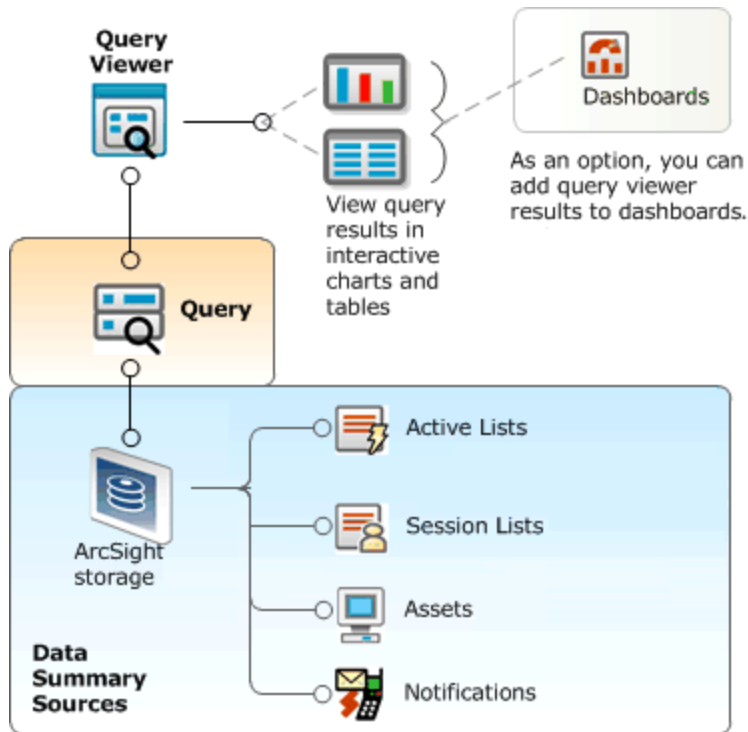 Query
Viewer
Dashboards
As an option, you can
add query viewer
results to dashboards.
View query
results in
interactive
charts and
tables
Query
Active Lists
Session Lists
ArcSight
storage
Assets
Data
Summary
Sources
Notifications